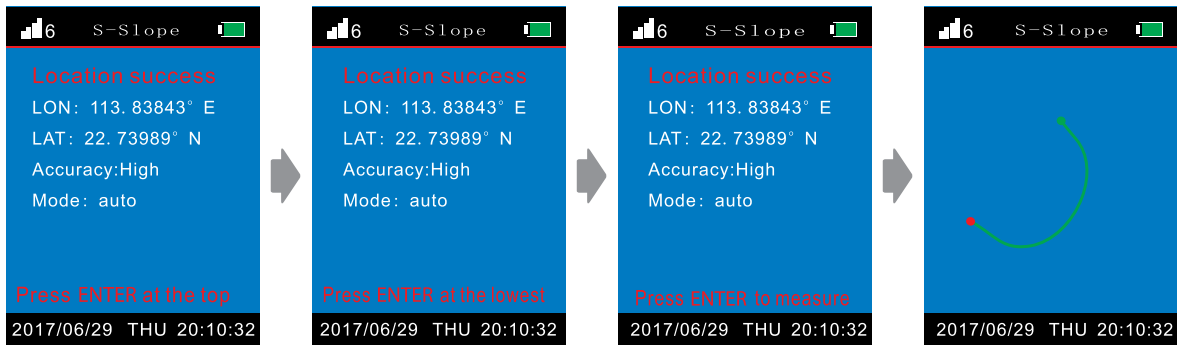 6 S-Slope
Location success
LON: 113.83843° E
LAT: 22.73989° N
Accuracy:High
Mode: auto
Press ENTER at the top
2017/06/29 THU 20:10:32
6 S-Slope
Location success
LON: 113.83843° E
LAT: 22.73989° N
Accuracy:High
Mode: auto
Press ENTER at the lowest
2017/06/29 THU 20:10:32
6 S-Slope
Location success
LON: 113.83843° E
LAT: 22.73989° N
Accuracy:High
Mode: auto
Press ENTER to measure
2017/06/29 THU 20:10:32
6 S-Slope
2017/06/29 THU 20:10:32